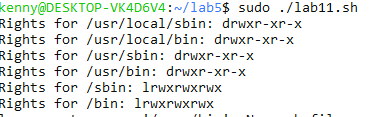 kenny@DESKTOP-VK4D6V4:~/lab5$ sudo ./lab11.sh
Rights for /usr/local/sbin: drwxr-xr-x
Rights for /usr/local/bin: drwxr-xr-x
Rights for /usr/sbin: drwxr-xr-x
Rights for /usr/bin: drwxr-xr-x
Rights for /sbin: lrwxrwxrwx
Rights for /bin: lrwxrwxrwx